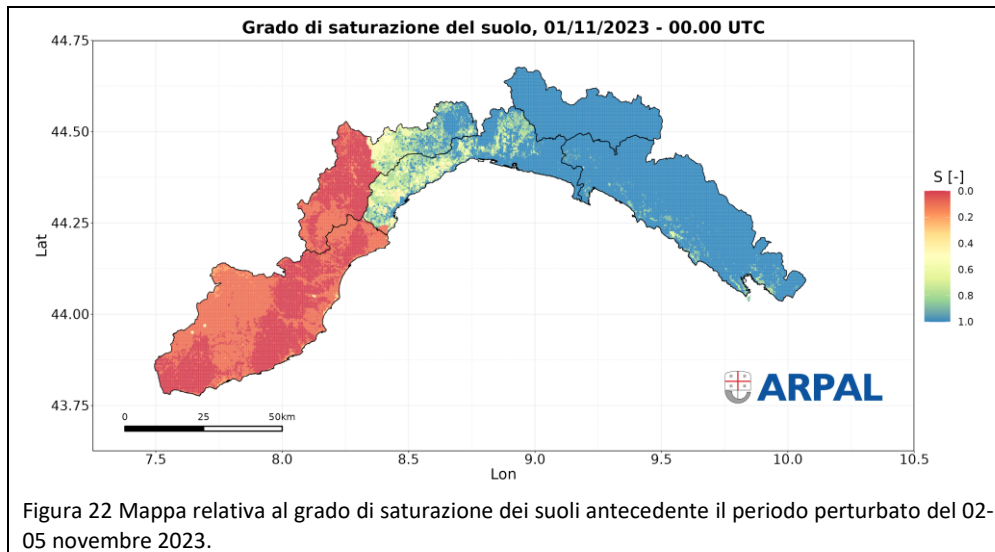 Grado di saturazione del suolo, 01/11/2023 - 00.00 UTC
44.75
44.50
44.25
44.00
43.75
Lat
S [-]
0.0
0.2
0.4
0.6
0.8
1.0
ARPAL
0 25 50km
7.5 8.0 8.5 9.0 9.5 10.0 10.5
Lon
Figura 22 Mappa relativa al grado di saturazione dei suoli antecedente il periodo perturbato del 02-
05 novembre 2023.